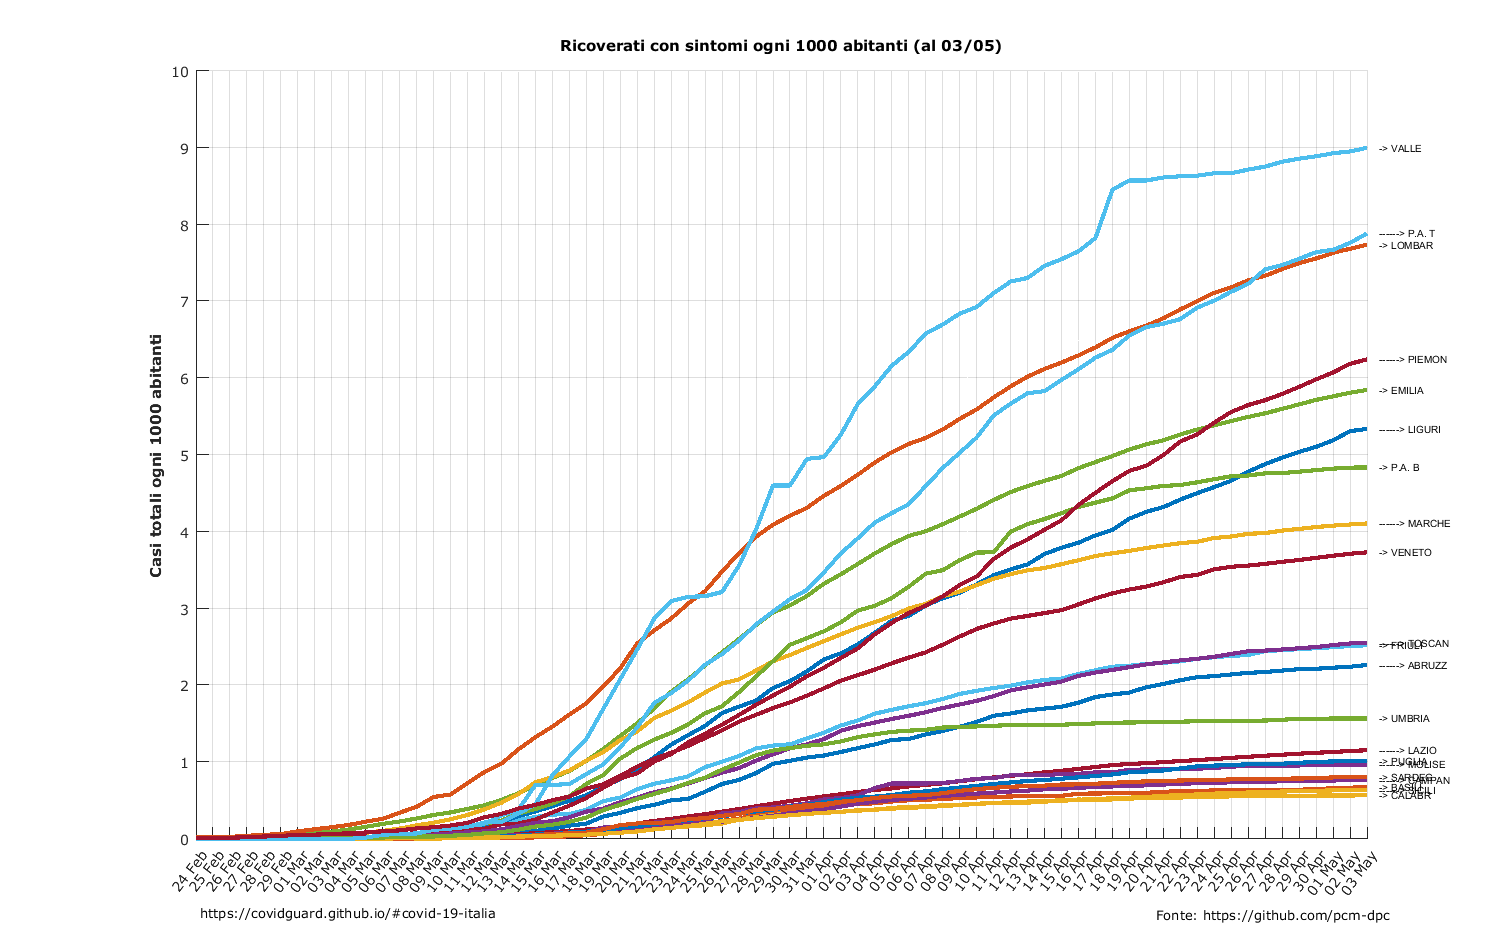 Ricoverati con sintomi ogni 1000 abitanti (al 03/05)
Casi totali ogni 1000 abitanti
10
9
8
7
6
5
4
3
2
1
0
-> VALLE
------> P.A. T
-> LOMBAR
------> PIEMON
-> EMILIA
------> LIGURI
-> P.A. B
------> MARCHE
-> VENETO
TOSCAN
-> FRIULI
------> ABRUZZ
-> UMBRIA
------> LAZIO
-> PUGLIA
MOLISE
-> SARDEG
CAMPAN
-> BASILI
-> CALABR
24 Feb
25 Feb
26 Feb
27 Feb
28 Feb
29 Feb
01 Mar
02 Mar
03 Mar
04 Mar
05 Mar
06 Mar
07 Mar
08 Mar
09 Mar
10 Mar
11 Mar
12 Mar
13 Mar
14 Mar
15 Mar
16 Mar
17 Mar
18 Mar
19 Mar
20 Mar
21 Mar
22 Mar
23 Mar
24 Mar
25 Mar
26 Mar
27 Mar
28 Mar
29 Mar
30 Mar
31 Mar
01 Apr
02 Apr
03 Apr
04 Apr
05 Apr
06 Apr
07 Apr
08 Apr
09 Apr
10 Apr
11 Apr
12 Apr
13 Apr
14 Apr
15 Apr
16 Apr
17 Apr
18 Apr
19 Apr
20 Apr
21 Apr
22 Apr
23 Apr
24 Apr
25 Apr
26 Apr
27 Apr
28 Apr
29 Apr
30 Apr
01 May
02 May
03 May
https://covidguard.github.io/#covid-19-italia
Fonte: https://github.com/pcm-dpc